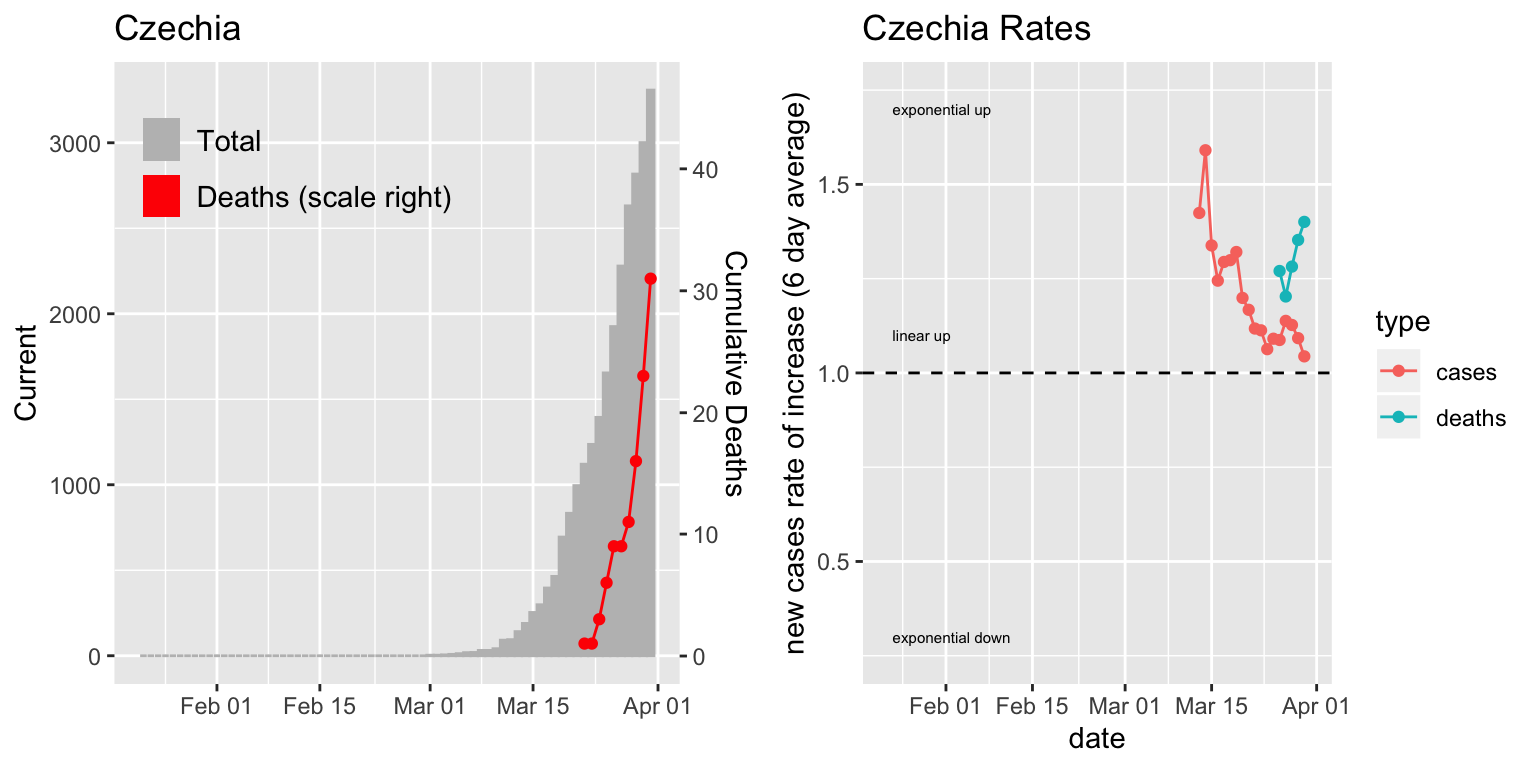 Czechia
Current
3000
2000
1000
0
Total
Deaths (scale right)
40
30
20
10
0
Cumulative Deaths
Feb 01
Feb 15
Mar 01
Mar 15
Apr 01
Czechia Rates
new cases rate of increase (6 day average)
1.5
1.0
0.5
exponential up
linear up
exponential down
Feb 01
Feb 15
Mar 01
Mar 15
Apr 01
date
type
cases
deaths